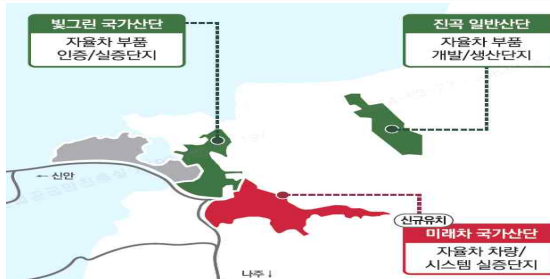 빛그린 국가산단
자율차 부품
인증/실증단지
진곡 일반산단
자율차 부품
개발/생산단지
← 신안
신규유치
미래차 국가산단
자율차 차량/
시스템 실증단지
나주 ↓